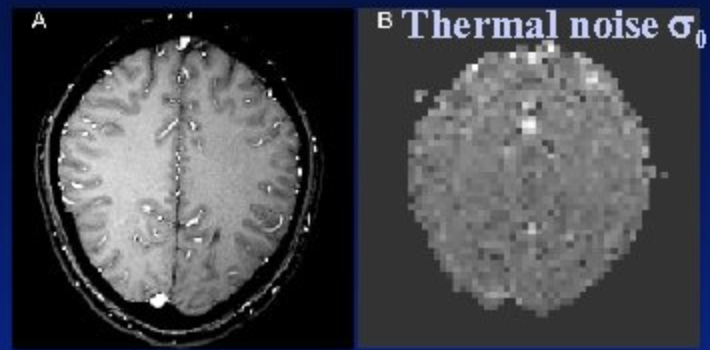 A
B Thermal noise σ₀